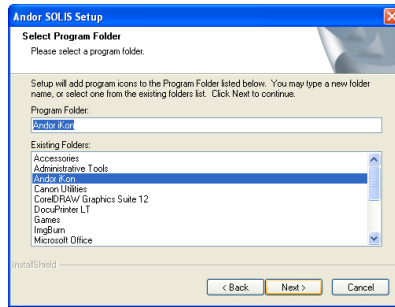 Andor SOLIS Setup
Select Program Folder
Please select a program folder.
Setup will add program icons to the Program Folder listed below. You may type a new folder
name, or select one from the existing folders list. Click Next to continue.
Program Folder:
Andor iKon
Existing Folders:
Accessories
Administrative Tools
Andor iKon
Canon Utilities
CorelDRAW Graphics Suite 12
DocuPrinter LT
Games
ImgBurn
Microsoft Office
InstallShield
< Back
Next >
Cancel